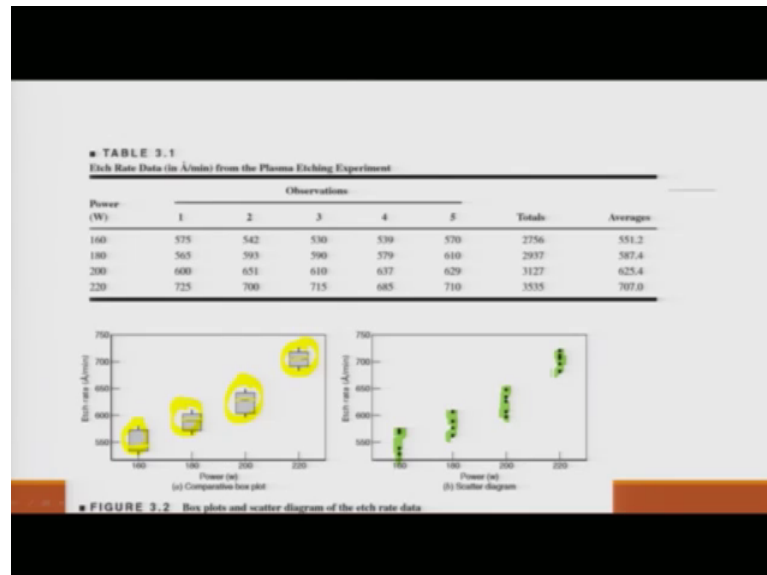 ■ TABLE 3.1
Etch Rate Data (in Å/min) from the Plasma Etching Experiment
Observations
Power
(W) 1 2 3 4 5 Totals Averages
160 575 542 530 539 570 2756 551.2
180 565 593 590 579 610 2937 587.4
200 600 651 610 637 629 3127 625.4
220 725 700 715 685 710 3535 707.0
750 750
700 700
650 650
600 600
550 550
Etch rate (Å/min) Etch rate (Å/min)
160 180 200 220 160 180 200 220
Power (w) Power (w)
(a) Comparative box plot (b) Scatter diagram
■ FIGURE 3.2 Box plots and scatter diagram of the etch rate data